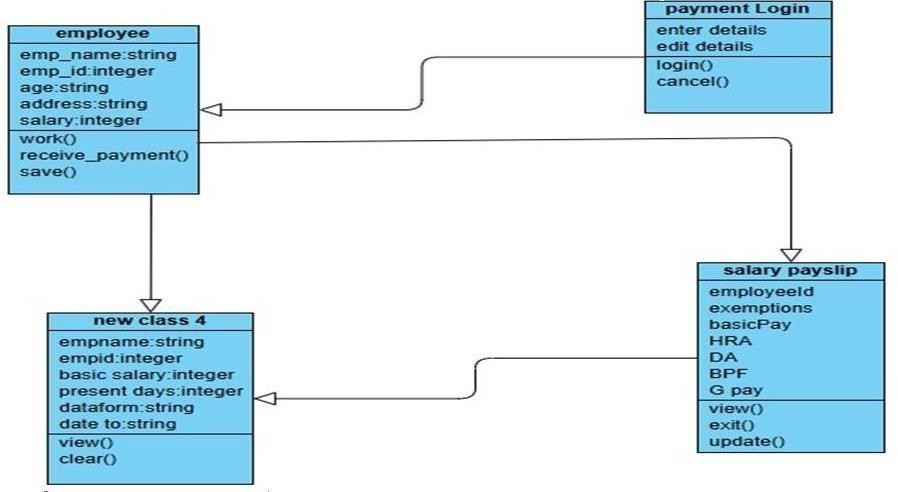 employee
emp_name:string
emp_id:integer
age:string
address:string
salary:integer
work()
receive_payment()
save()
payment Login
enter details
edit details
login()
cancel()
new class 4
empname:string
empid:integer
basic salary:integer
present days:integer
dataform:string
date to:string
view()
clear()
salary payslip
employeeId
exemptions
basicPay
HRA
DA
BPF
G pay
view()
exit()
update()